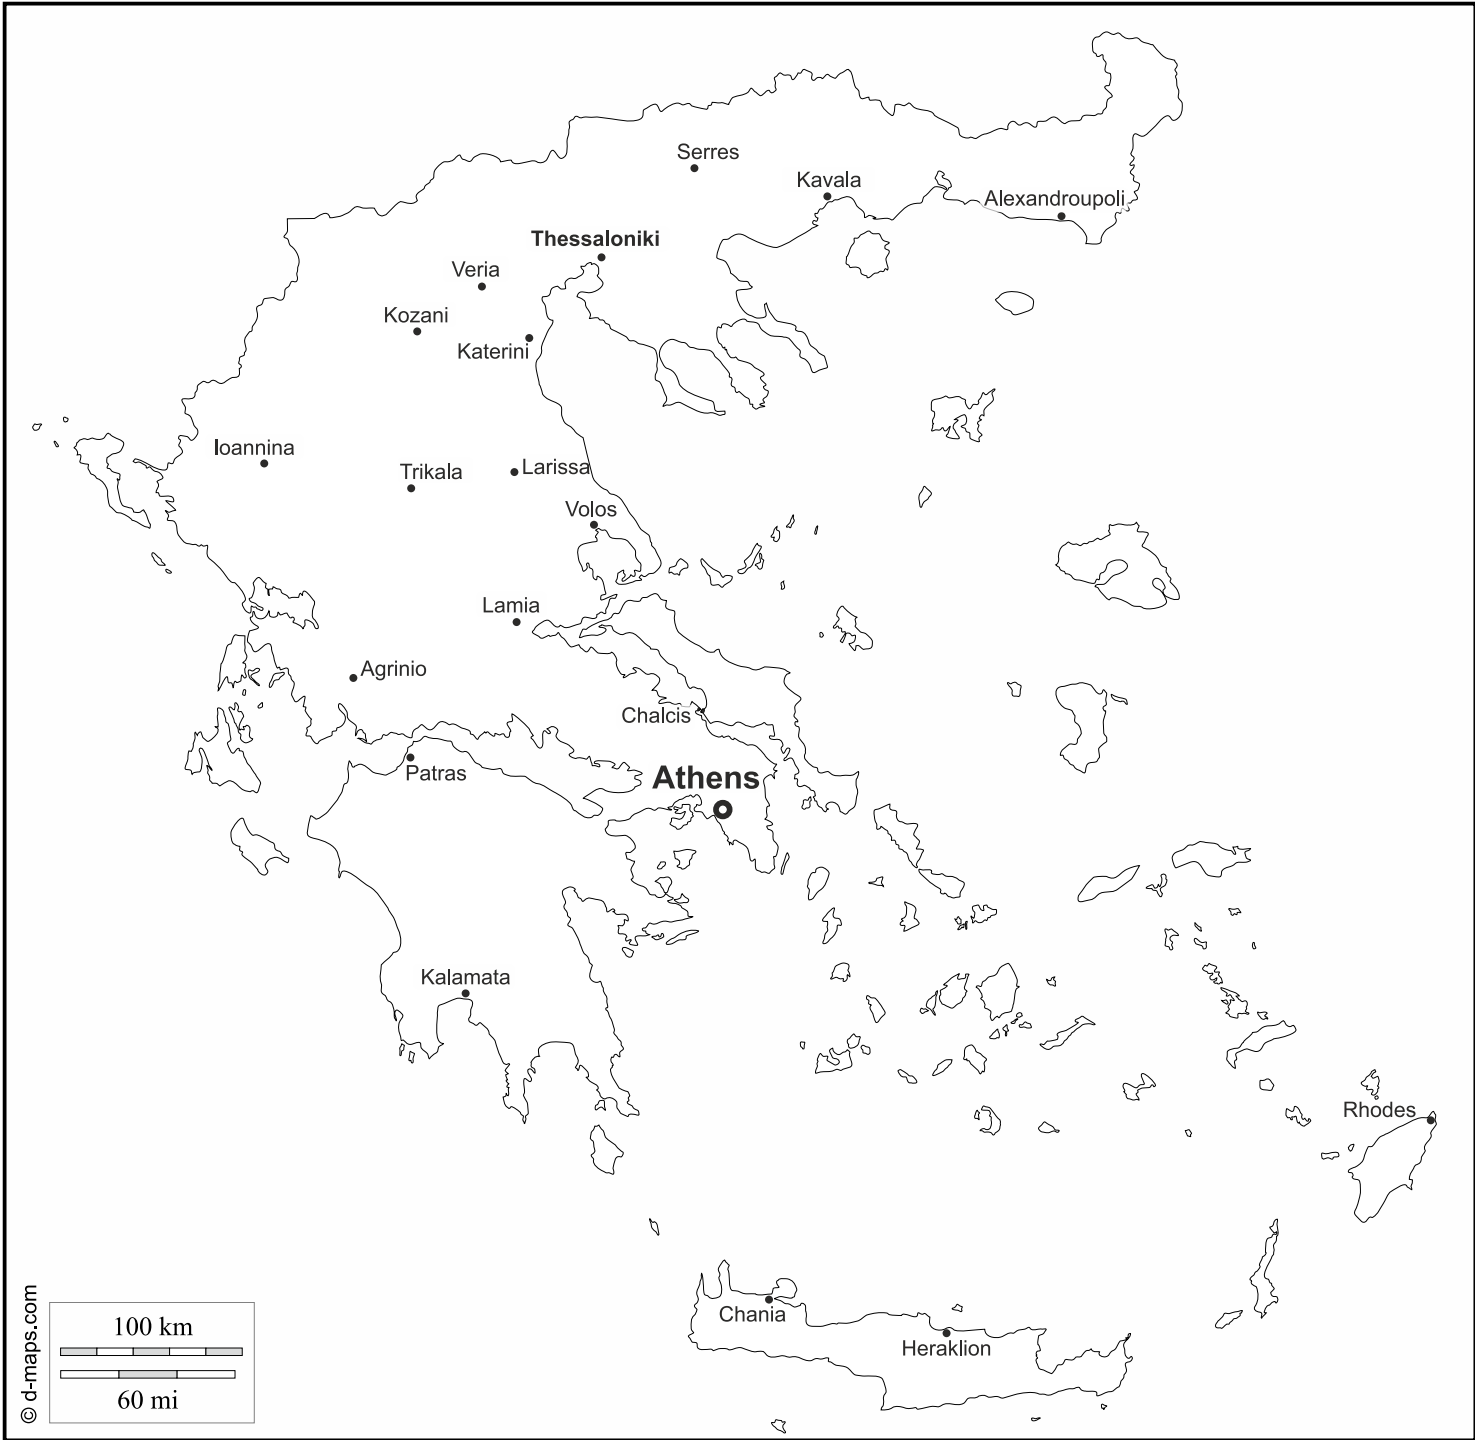 Serres
Kavala
Alexandroupoli
Thessaloniki
Veria
Kozani
Katerini
Ioannina
Trikala
Larissa
Volos
Lamia
Agrinio
Chalcis
Patras
Athens
Kalamata
Rhodes
Chania
Heraklion
100 km
60 mi
© d-maps.com